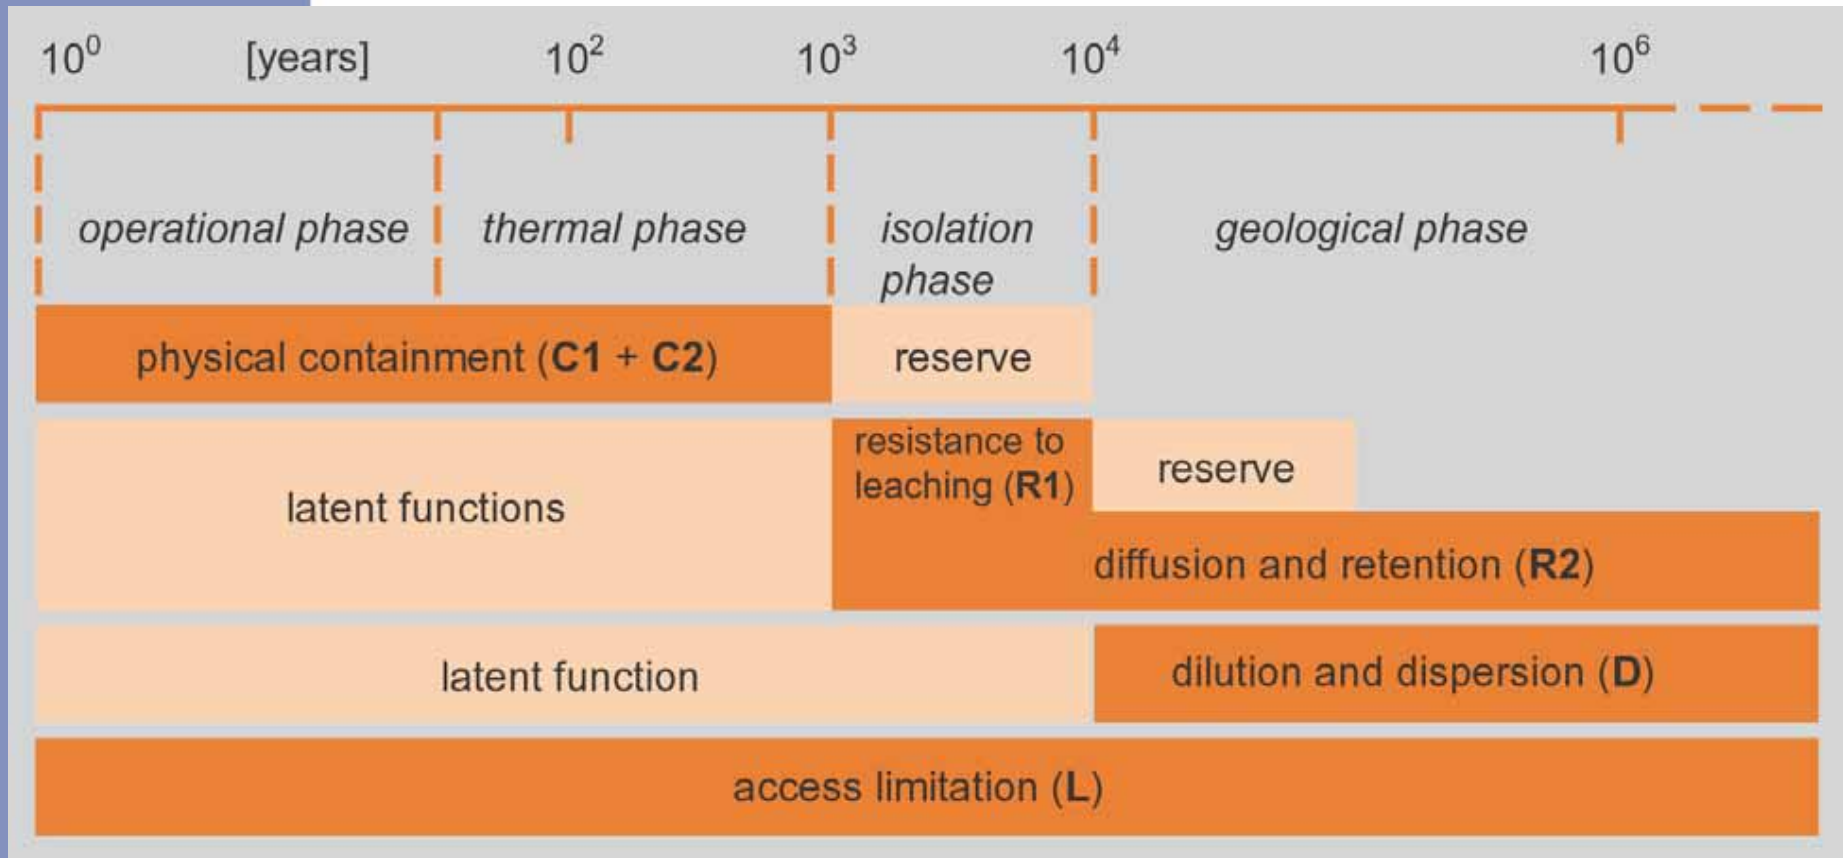 10⁰ [years] 10² 10³ 10⁴ 10⁶
operational phase thermal phase isolation phase geological phase
physical containment (C1 + C2) reserve
latent functions
resistance to
leaching (R1)
reserve
diffusion and retention (R2)
latent function dilution and dispersion (D)
access limitation (L)